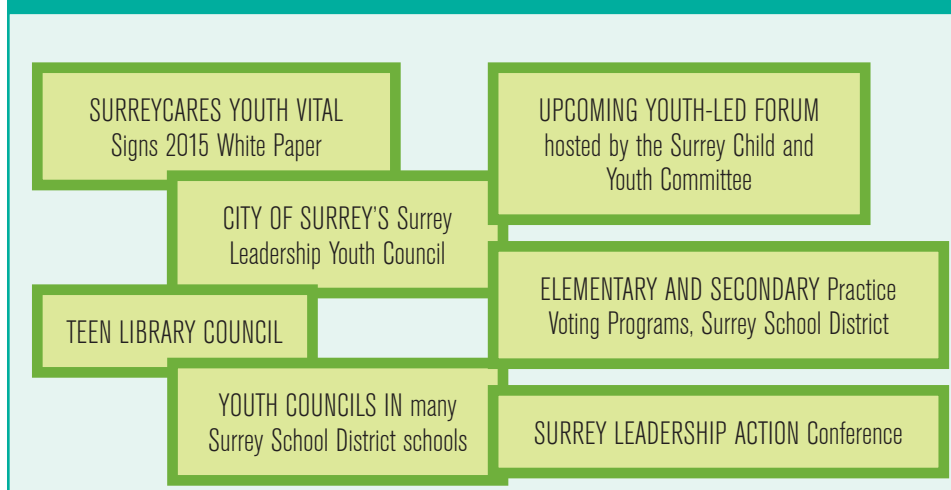 SURREYCARES YOUTH VITAL
Signs 2015 White Paper
CITY OF SURREY'S Surrey
Leadership Youth Council
TEEN LIBRARY COUNCIL
YOUTH COUNCILS IN many
Surrey School District schools
UPCOMING YOUTH-LED FORUM
hosted by the Surrey Child and
Youth Committee
ELEMENTARY AND SECONDARY Practice
Voting Programs, Surrey School District
SURREY LEADERSHIP ACTION Conference